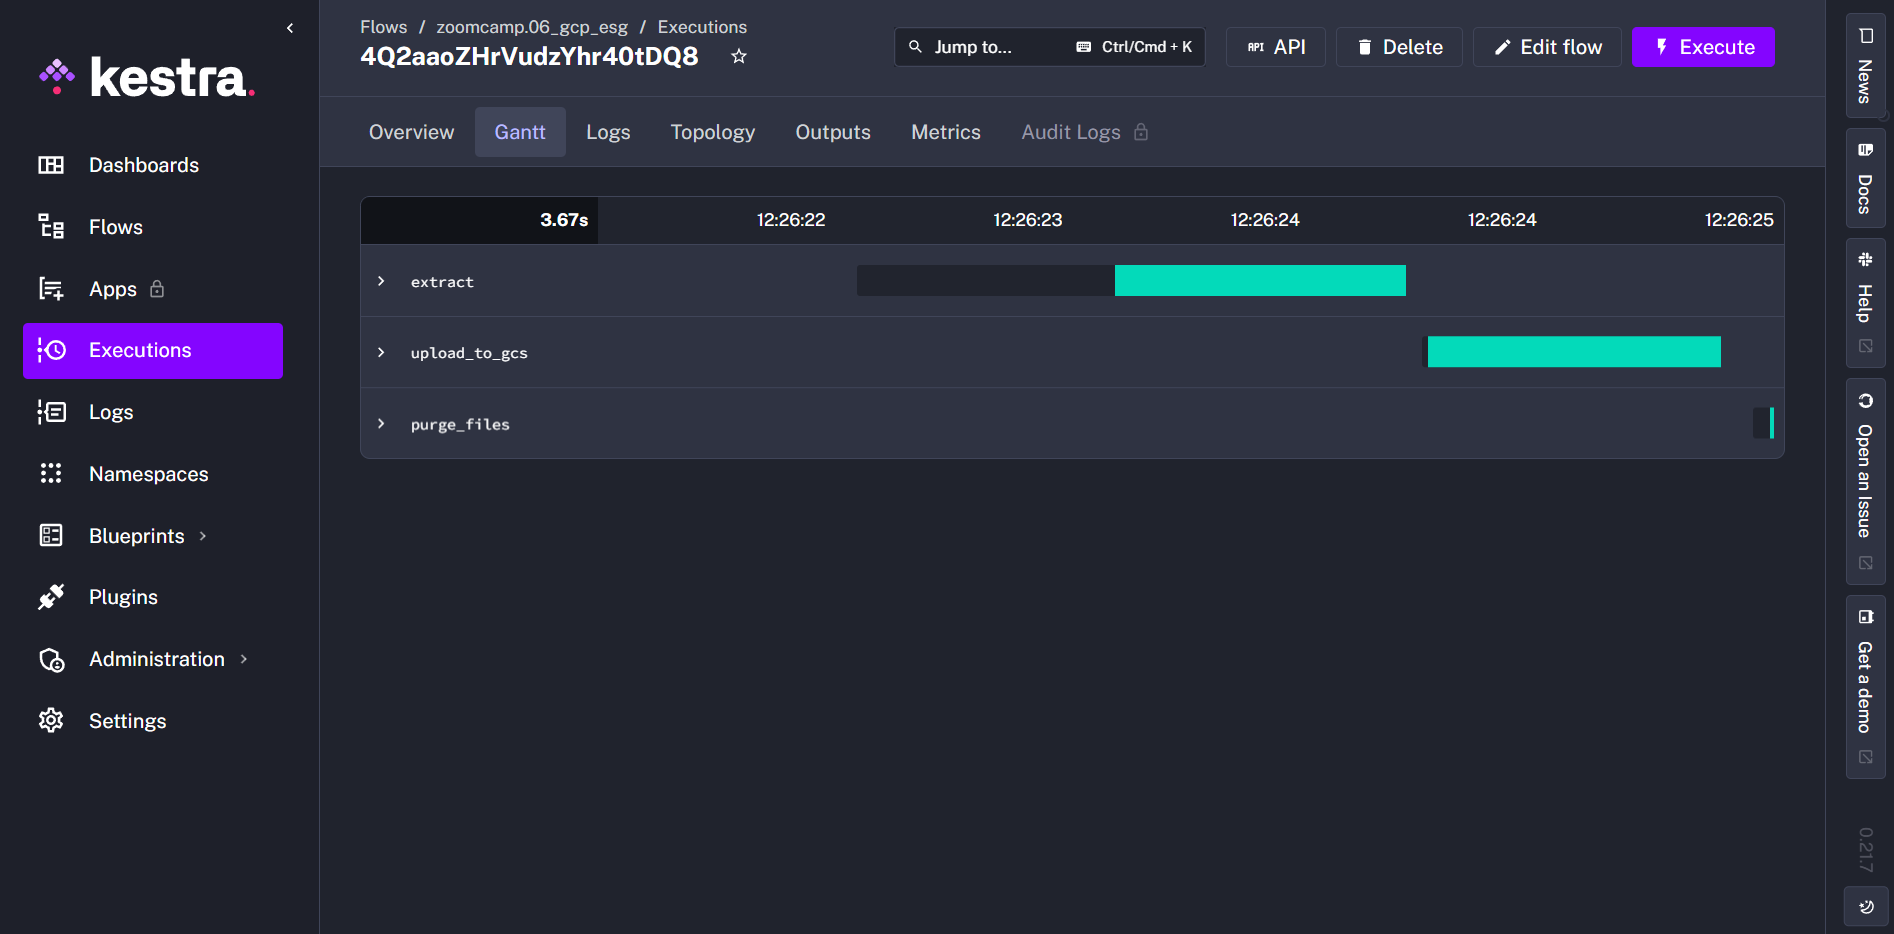 kestra.
Dashboards
Flows
Apps
Executions
Logs
Namespaces
Blueprints
Plugins
Administration
Settings
Flows / zoomcamp.06_gcp_esg / Executions
4Q2aaoZHrVudzYhr40tDQ8
Jump to... Ctrl/Cmd + K
API API
Delete
Edit flow
Execute
Overview Gantt Logs Topology Outputs Metrics Audit Logs
3.67s 12:26:22 12:26:23 12:26:24 12:26:24 12:26:25
extract
upload_to_gcs
purge_files
News
Docs
Help
Open an Issue
Get a demo
0.21.7